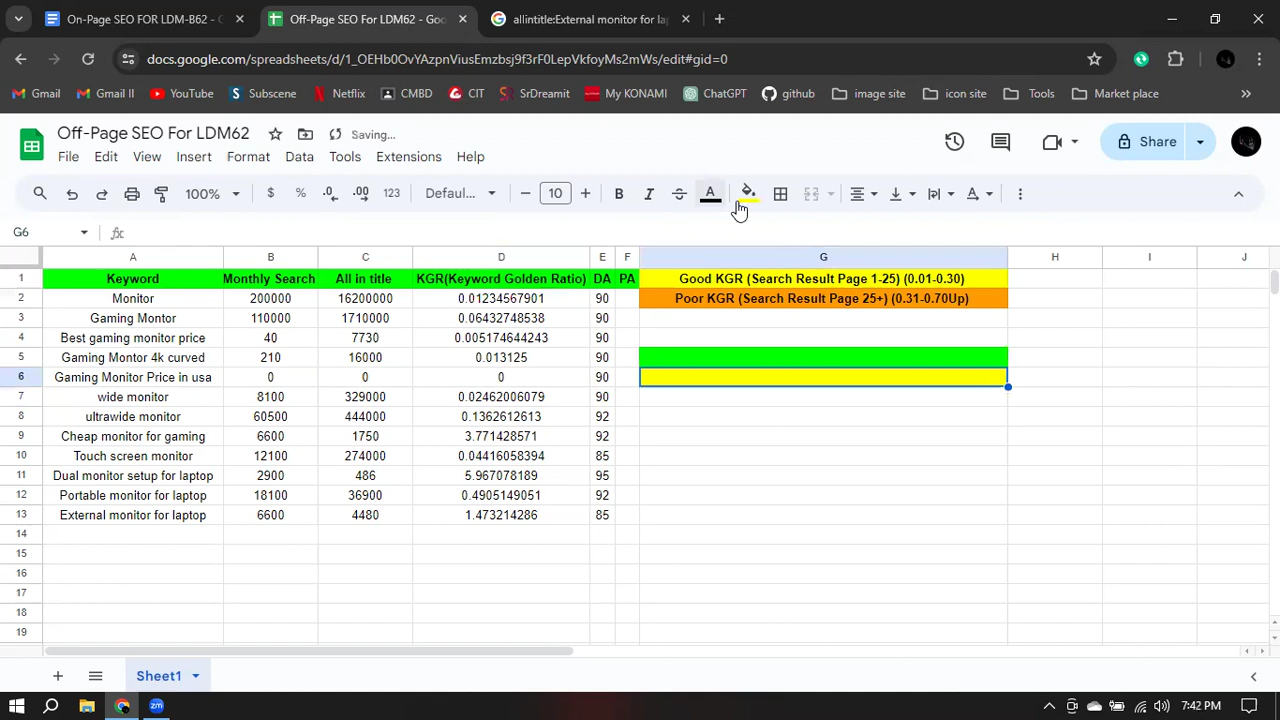 On-Page SEO For LDM-B62 - G
Off-Page SEO For LDM62 - Goo
allintitle:External monitor for la
docs.google.com/spreadsheets/d/1_OEHb0OvYAzpnViusEmzbsj9f3rF0LepVkfoyMs2mWs/edit#gid=0
Gmail
Gmail II
YouTube
Subscene
Netflix
CMBD
CIT
SrDreamit
My KONAMI
ChatGPT
github
image site
icon site
Tools
Market place
Off-Page SEO For LDM62
Saving...
File Edit View Insert Format Data Tools Extensions Help
Share
100% $ % .0 .00 123 Defaul... 10 B I A
G6 fx
A B C D E F G H I J
1 Keyword Monthly Search All in title KGR(Keyword Golden Ratio) DA PA Good KGR (Search Result Page 1-25) (0.01-0.30)
2 Monitor 200000 16200000 0.01234567901 90 Poor KGR (Search Result Page 25+) (0.31-0.70Up)
3 Gaming Montor 110000 1710000 0.06432748538 90
4 Best gaming monitor price 40 7730 0.005174644243 90
5 Gaming Montor 4k curved 210 16000 0.013125 90
6 Gaming Monitor Price in usa 0 0 0 90
7 wide monitor 8100 329000 0.02462006079 90
8 ultrawide monitor 60500 444000 0.1362612613 92
9 Cheap monitor for gaming 6600 1750 3.771428571 92
10 Touch screen monitor 12100 274000 0.04416058394 85
11 Dual monitor setup for laptop 2900 486 5.967078189 95
12 Portable monitor for laptop 18100 36900 0.4905149051 92
13 External monitor for laptop 6600 4480 1.473214286 85
14
15
16
17
18
19
Sheet1
zm
7:42 PM